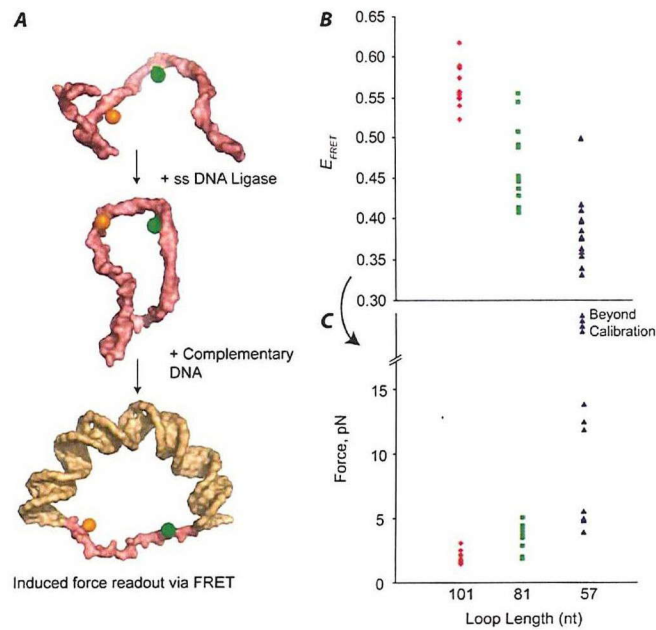 A
+ ss DNA Ligase
+ Complementary
DNA
Induced force readout via FRET
B
0.65
0.60
0.55
0.50
0.45
0.40
0.35
0.30
E_FRET
C
Beyond
Calibration
15
10
5
0
Force, pN
101 81 57
Loop Length (nt)